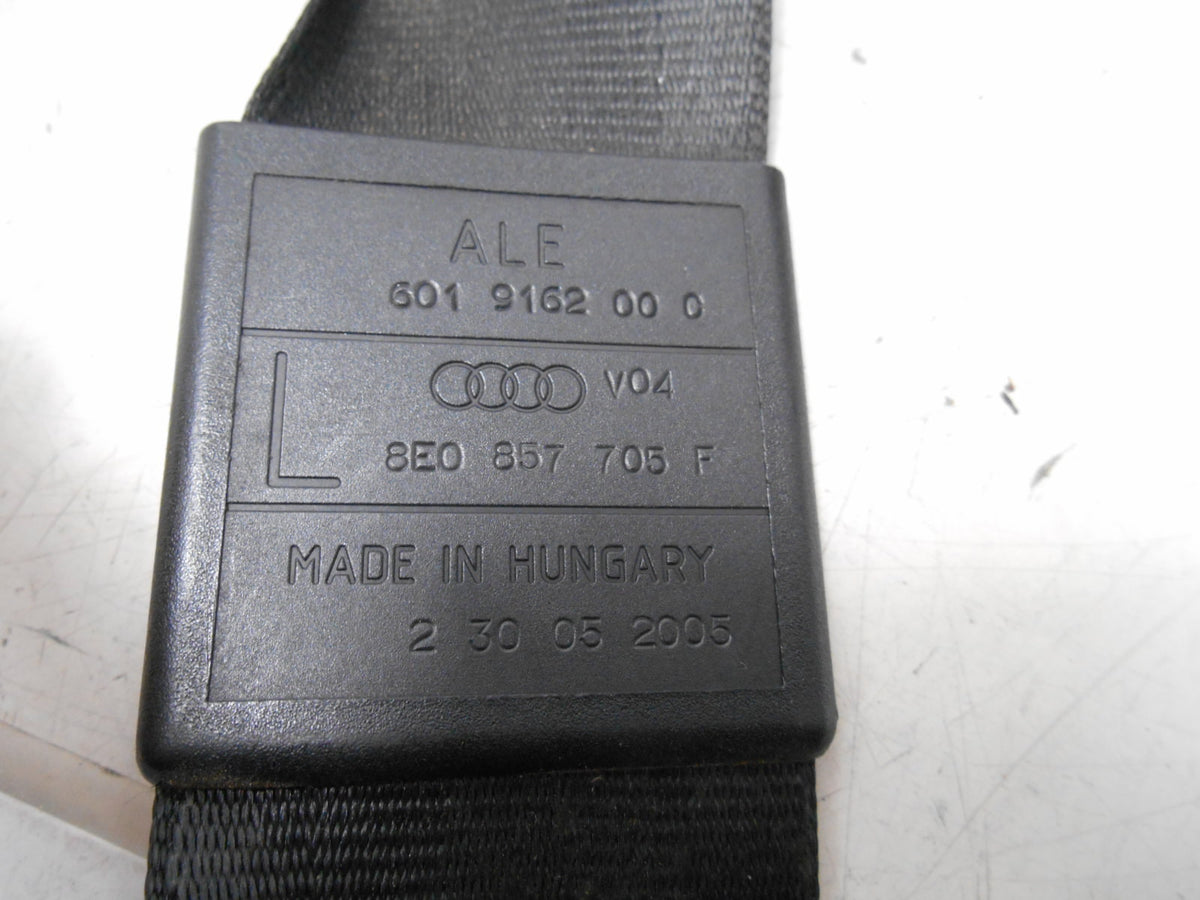 ALE
601 9162 00 C
L
V04
8E0 857 705 F
MADE IN HUNGARY
2 30 05 2005